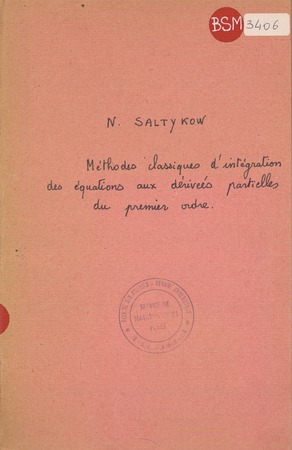 BSM 3406
N. SALTYKOW
Méthodes classiques d'intégration
des équations aux dérivées partielles
du premier ordre.